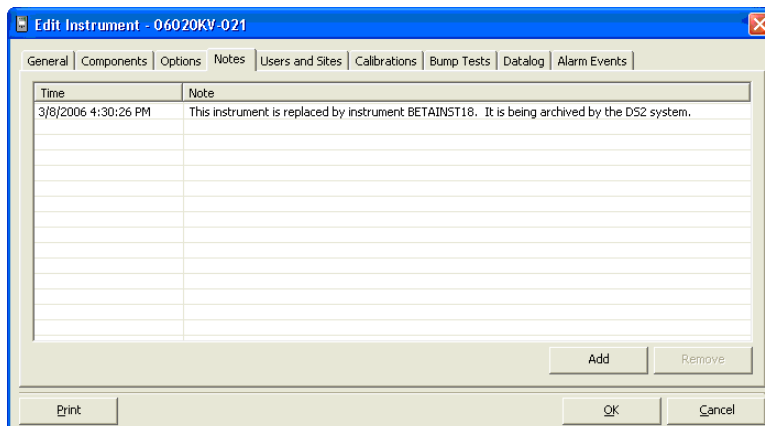 Edit Instrument - 06020KV-021
General Components Options Notes Users and Sites Calibrations Bump Tests Datalog Alarm Events
Time Note
3/8/2006 4:30:26 PM This instrument is replaced by instrument BETAINST18. It is being archived by the DS2 system.
Add Remove
Print OK Cancel